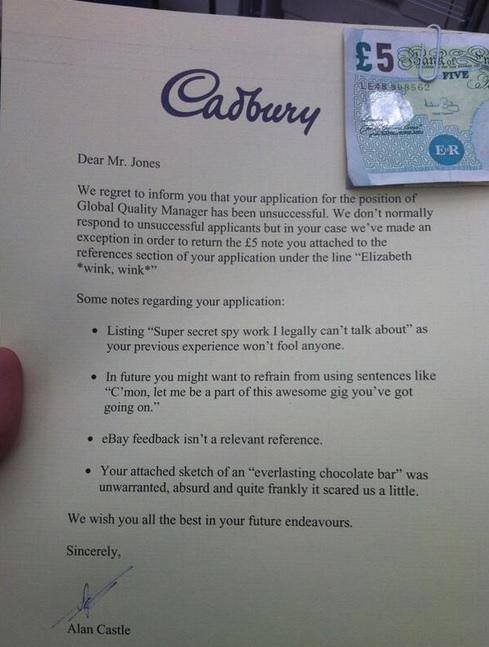 £5
Bank of
FIVE
Cadbury
Dear Mr. Jones
E R
We regret to inform you that your application for the position of
Global Quality Manager has been unsuccessful. We don't normally
respond to unsuccessful applicants but in your case we've made an
exception in order to return the £5 note you attached to the
references section of your application under the line "Elizabeth
*wink, wink*"
Some notes regarding your application:
• Listing "Super secret spy work I legally can't talk about" as
your previous experience won't fool anyone.
• In future you might want to refrain from using sentences like
"C'mon, let me be a part of this awesome gig you've got
going on."
• eBay feedback isn't a relevant reference.
• Your attached sketch of an "everlasting chocolate bar" was
unwarranted, absurd and quite frankly it scared us a little.
We wish you all the best in your future endeavours.
Sincerely,
Alan Castle